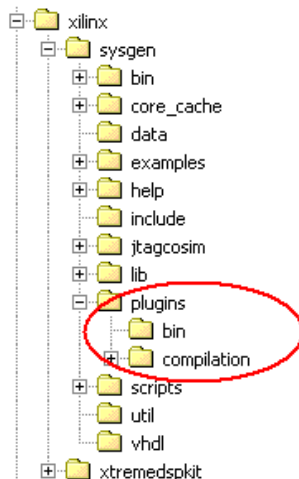 xilinx
sysgen
bin
core_cache
data
examples
help
include
jtagcosim
lib
plugins
bin
compilation
scripts
util
vhdl
xtremedspkit